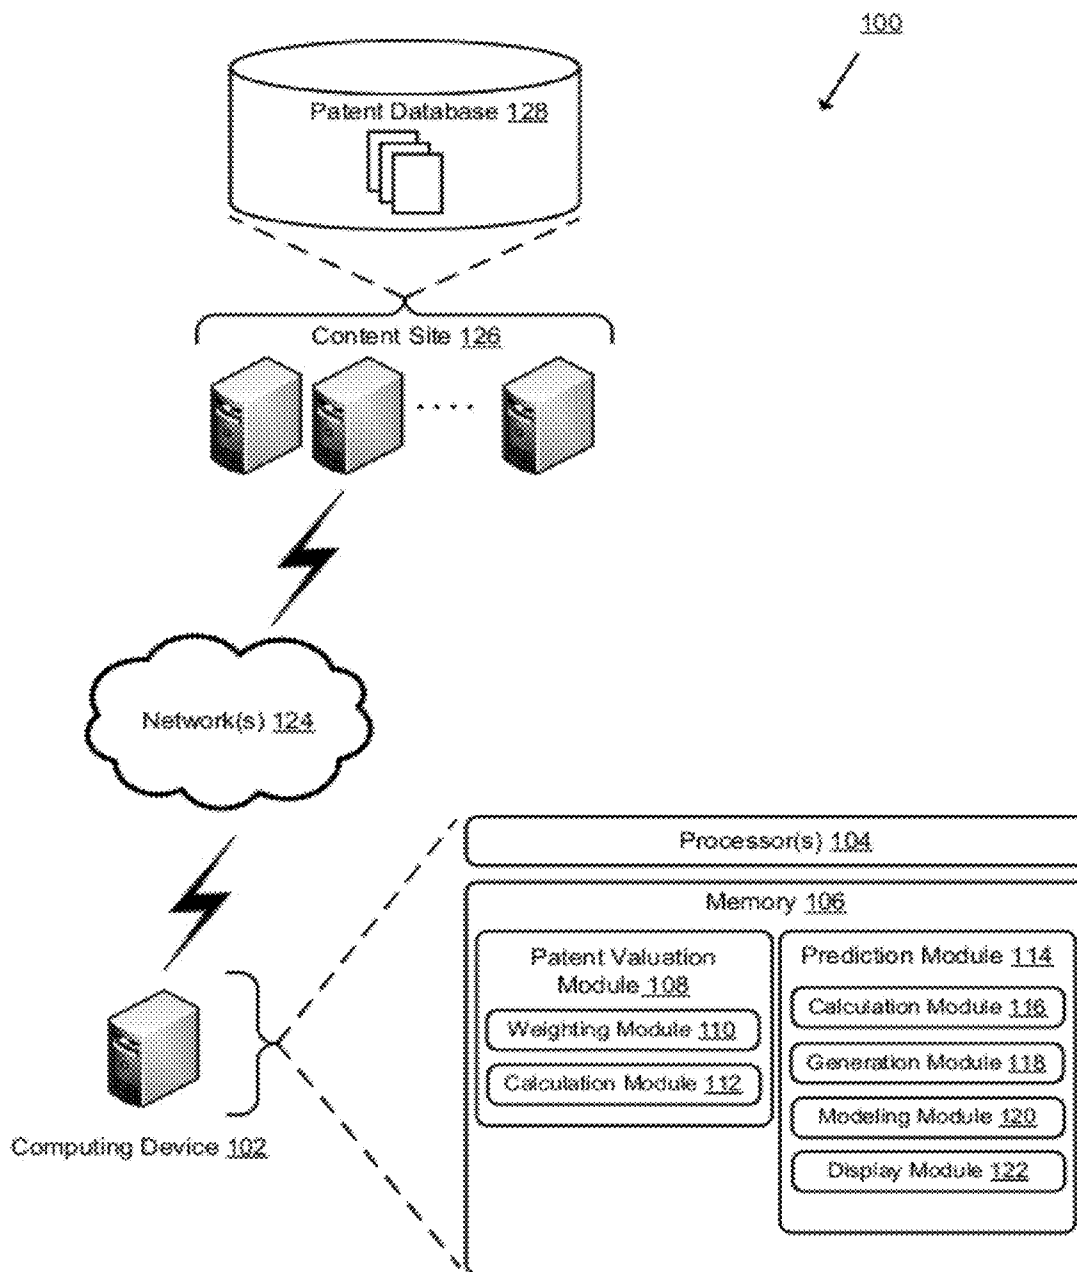 100
Patent Database 128
Content Site 126
Network(s) 124
Processor(s) 104
Memory 106
Patent Valuation
Module 108
Weighting Module 110
Calculation Module 112
Prediction Module 114
Calculation Module 116
Generation Module 118
Modeling Module 120
Display Module 122
Computing Device 102